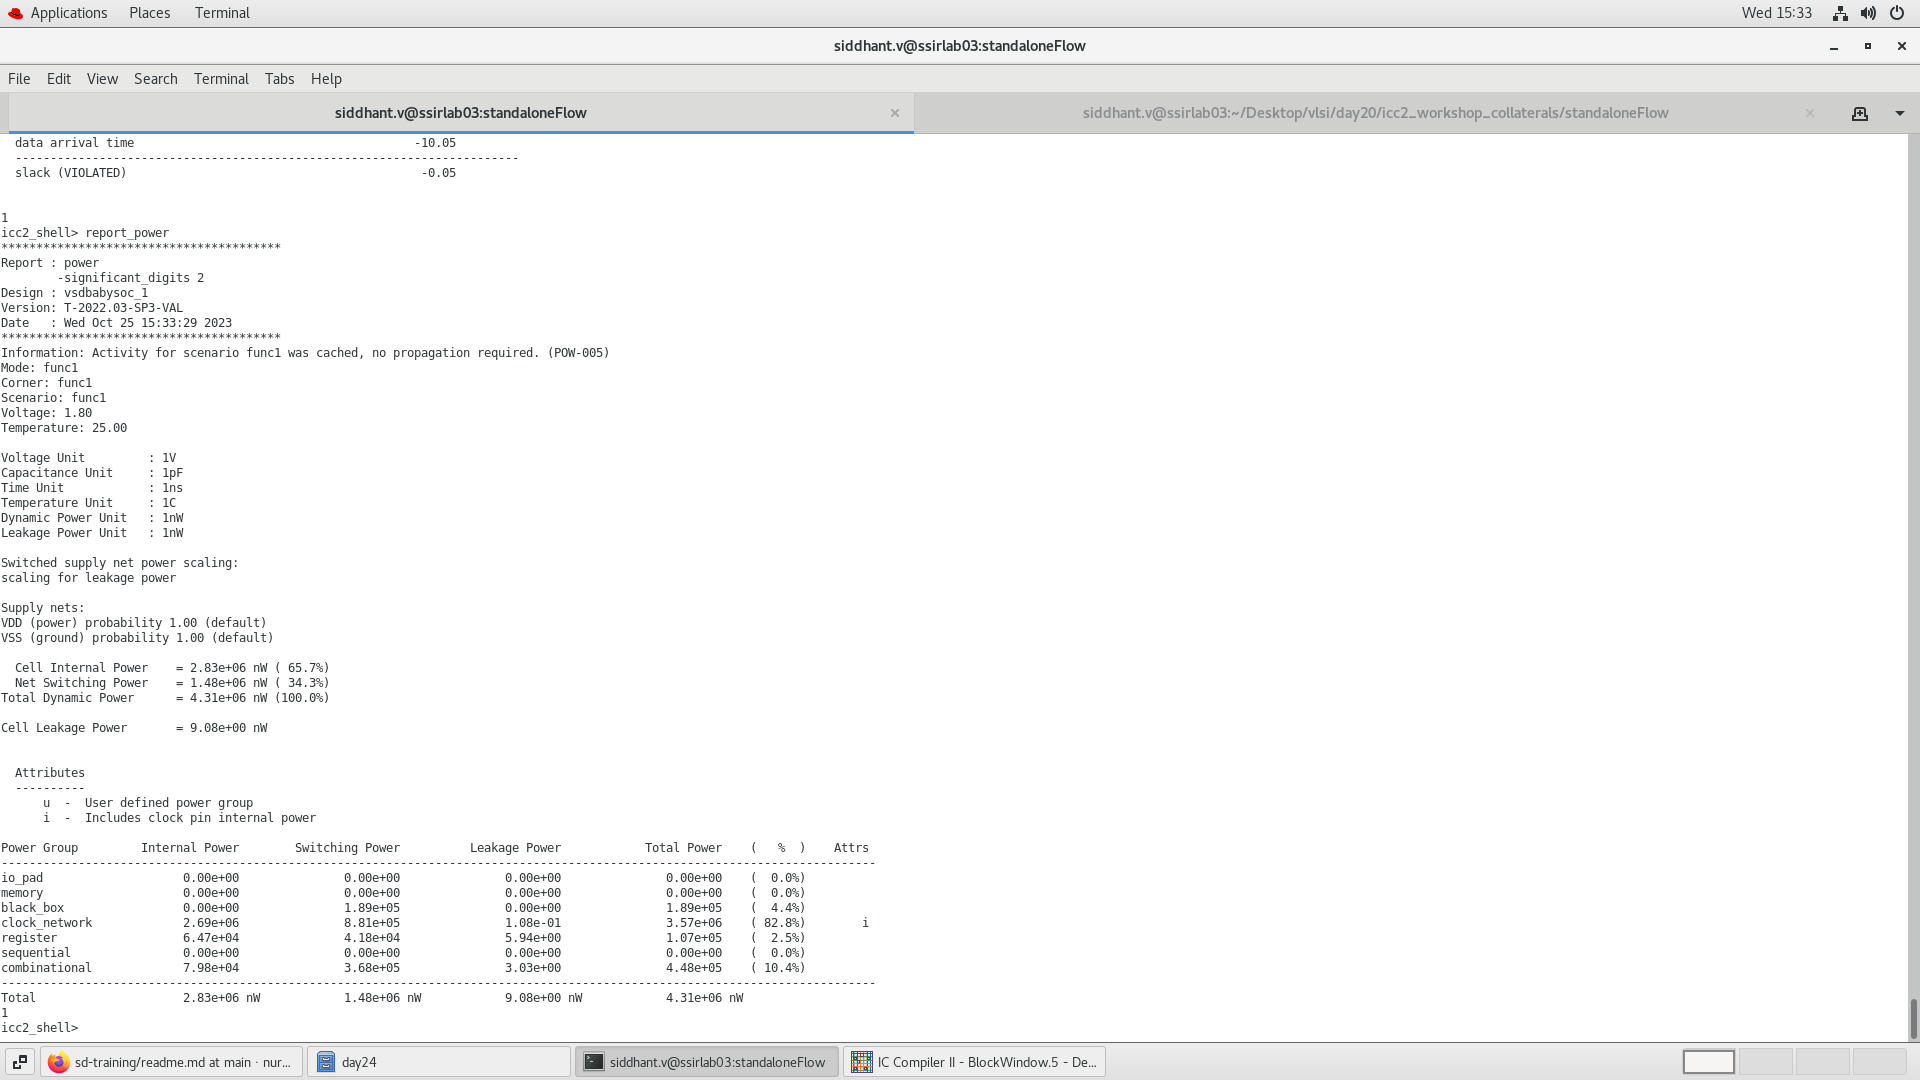 Applications Places Terminal Wed 15:33
siddhant.v@ssirlab03:standaloneFlow
File Edit View Search Terminal Tabs Help
siddhant.v@ssirlab03:standaloneFlow × siddhant.v@ssirlab03:~/Desktop/vlsi/day20/icc2_workshop_collaterals/standaloneFlow ×
  data arrival time                                        -10.05
  ------------------------------------------------------------------------
  slack (VIOLATED)                                          -0.05
1
icc2_shell> report_power
****************************************
Report : power
        -significant_digits 2
Design : vsdbabysoc_1
Version: T-2022.03-SP3-VAL
Date   : Wed Oct 25 15:33:29 2023
****************************************
Information: Activity for scenario func1 was cached, no propagation required. (POW-005)
Mode: func1
Corner: func1
Scenario: func1
Voltage: 1.80
Temperature: 25.00
Voltage Unit         : 1V
Capacitance Unit     : 1pF
Time Unit            : 1ns
Temperature Unit     : 1C
Dynamic Power Unit   : 1nW
Leakage Power Unit   : 1nW
Switched supply net power scaling:
scaling for leakage power
Supply nets:
VDD (power) probability 1.00 (default)
VSS (ground) probability 1.00 (default)
  Cell Internal Power    = 2.83e+06 nW ( 65.7%)
  Net Switching Power    = 1.48e+06 nW ( 34.3%)
Total Dynamic Power      = 4.31e+06 nW (100.0%)
Cell Leakage Power       = 9.08e+00 nW
  Attributes
  ----------
      u  -  User defined power group
      i  -  Includes clock pin internal power
Power Group         Internal Power        Switching Power          Leakage Power            Total Power    (   %  )    Attrs
-----------------------------------------------------------------------------------------------------------------------------
io_pad                    0.00e+00               0.00e+00               0.00e+00               0.00e+00    (  0.0%)
memory                    0.00e+00               0.00e+00               0.00e+00               0.00e+00    (  0.0%)
black_box                 0.00e+00               1.89e+05               0.00e+00               1.89e+05    (  4.4%)
clock_network             2.69e+06               8.81e+05               1.08e-01               3.57e+06    ( 82.8%)        i
register                  6.47e+04               4.18e+04               5.94e+00               1.07e+05    (  2.5%)
sequential                0.00e+00               0.00e+00               0.00e+00               0.00e+00    (  0.0%)
combinational             7.98e+04               3.68e+05               3.03e+00               4.48e+05    ( 10.4%)
-----------------------------------------------------------------------------------------------------------------------------
Total                     2.83e+06 nW            1.48e+06 nW            9.08e+00 nW            4.31e+06 nW
1
icc2_shell>
sd-training/readme.md at main · nur... day24 siddhant.v@ssirlab03:standaloneFlow IC Compiler II - BlockWindow.5 - De...